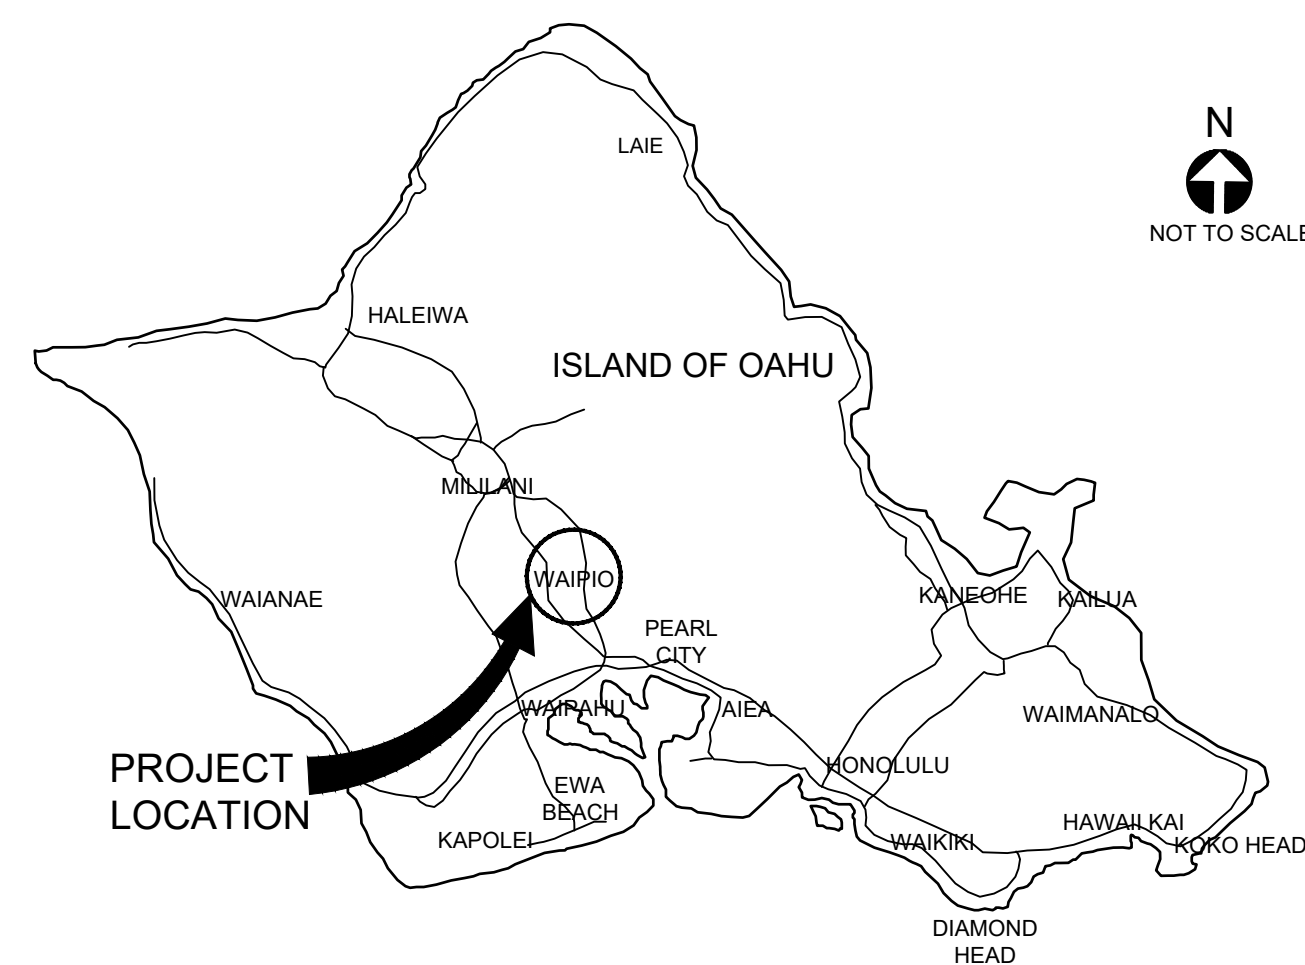 N
NOT TO SCALE
LAIE
HALEIWA
ISLAND OF OAHU
MILILANI
WAIPIO
WAIANAE
KANEOHE
KAILUA
PEARL
CITY
WAIPAHU
AIEA
WAIMANALO
PROJECT
LOCATION
HONOLULU
EWA
BEACH
KAPOLEI
HAWAII KAI
WAIKIKI
KOKO HEAD
DIAMOND
HEAD